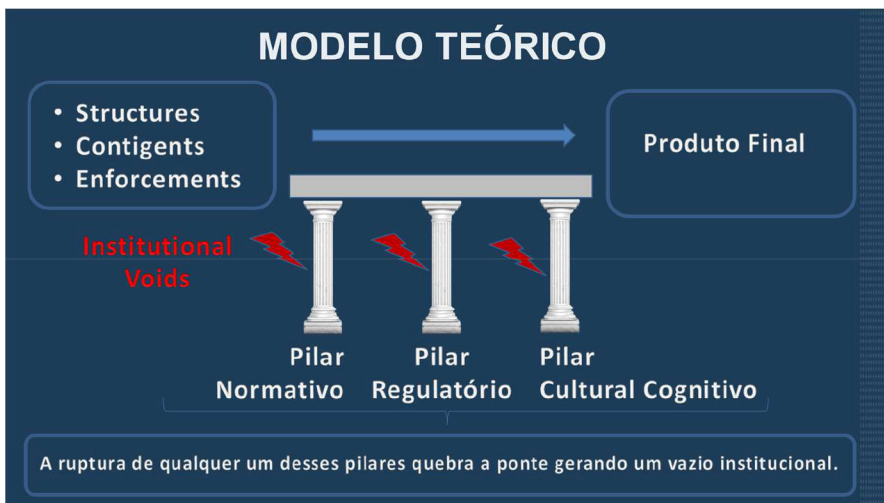 MODELO TEÓRICO
• Structures
• Contigents
• Enforcements
Produto Final
Institutional
Voids
Pilar
Normativo
Pilar
Regulatório
Pilar
Cultural Cognitivo
A ruptura de qualquer um desses pilares quebra a ponte gerando um vazio institucional.